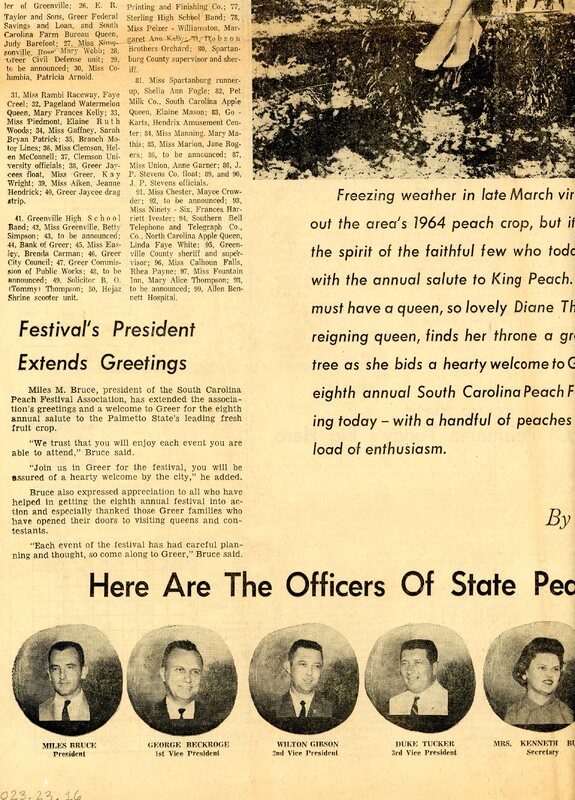 ler of Greenville; 26, E. R.
Taylor and Sons, Greer Federal
Savings and Loan, and South
Carolina Farm Bureau Queen,
Judy Barefoot; 27, Miss Simp-
sonville, Rose Mary Webb; 28,
Greer Civil Defense unit; 29,
to be announced; 30, Miss Co-
lumbia, Patricia Arnold.
31, Miss Rambi Raceway, Faye
Creel; 32, Pageland Watermelon
Queen, Mary Frances Kelly; 33,
Miss Piedmont, Elaine Ruth
Woods; 34, Miss Gaffney, Sarah
Bryan Patrick; 35, Branch Mo-
tor Lines; 36, Miss Clemson, Hel-
en McConnell; 37, Clemson Uni-
versity officials; 38, Greer Jay-
cees float, Miss Greer, Kay
Wright; 39, Miss Aiken, Jeanne
Hendrick; 40, Greer Jaycee drag
strip.
41, Greenville High School
Band; 42, Miss Greenville, Betty
Simpson; 43, to be announced;
44, Bank of Greer; 45, Miss Eas-
ley, Brenda Carman; 46, Greer
City Council; 47, Greer Commis-
sion of Public Works; 48, to be
announced; 49, Solicitor B. O.
(Tommy) Thompson; 50, Hejaz
Shrine scooter unit.
Printing and Finishing Co.; 77,
Sterling High School Band; 78,
Miss Pelzer - Williamston, Mar-
garet Ann Kelly; 79, Dobson
Brothers Orchard; 80, Spartan-
burg County supervisor and sher-
iff.
81, Miss Spartanburg runner-
up, Shelia Ann Fogle; 82, Pet
Milk Co., South Carolina Apple
Queen, Elaine Mason; 83, Go -
Karts, Hendrix Amusement Cen-
ter; 84, Miss Manning, Mary Ma-
this; 85, Miss Marion, Jane Rog-
ers; 86, to be announced; 87,
Miss Union, Anne Garner; 88, J.
P. Stevens Co. float; 89, and 90,
J. P. Stevens officials.
91, Miss Chester, Mayee Crow-
der; 92, to be announced; 93,
Miss Ninety - Six, Frances Har-
riett Ivester; 94, Southern Bell
Telephone and Telegraph Co.,
Co., North Carolina Apple Queen,
Linda Faye White; 95, Green-
ville County sheriff and super-
visor; 96, Miss Calhoun Falls,
Rhea Payne; 97, Miss Fountain
Inn, Mary Alice Thompson; 98,
to be announced; 99, Allen Ben-
nett Hospital.
Festival's President
Extends Greetings
Miles M. Bruce, president of the South Carolina
Peach Festival Association, has extended the associa-
tion's greetings and a welcome to Greer for the eighth
annual salute to the Palmetto State's leading fresh
fruit crop.
"We trust that you will enjoy each event you are
able to attend," Bruce said.
"Join us in Greer for the festival, you will be
assured of a hearty welcome by the city," he added.
Bruce also expressed appreciation to all who have
helped in getting the eighth annual festival into ac-
tion and especially thanked those Greer families who
have opened their doors to visiting queens and con-
testants.
"Each event of the festival has had careful plan-
ning and thought, so come along to Greer," Bruce said.
Freezing weather in late March vir
out the area's 1964 peach crop, but if
the spirit of the faithful few who toda
with the annual salute to King Peach.
must have a queen, so lovely Diane Th
reigning queen, finds her throne a gr
tree as she bids a hearty welcome to G
eighth annual South Carolina Peach F
ing today – with a handful of peaches
load of enthusiasm.
By
Here Are The Officers Of State Pea
MILES BRUCE
President
GEORGE BECKROGE
1st Vice President
WILTON GIBSON
2nd Vice President
DUKE TUCKER
3rd Vice President
MRS. KENNETH BU
Secretary
023.23.16